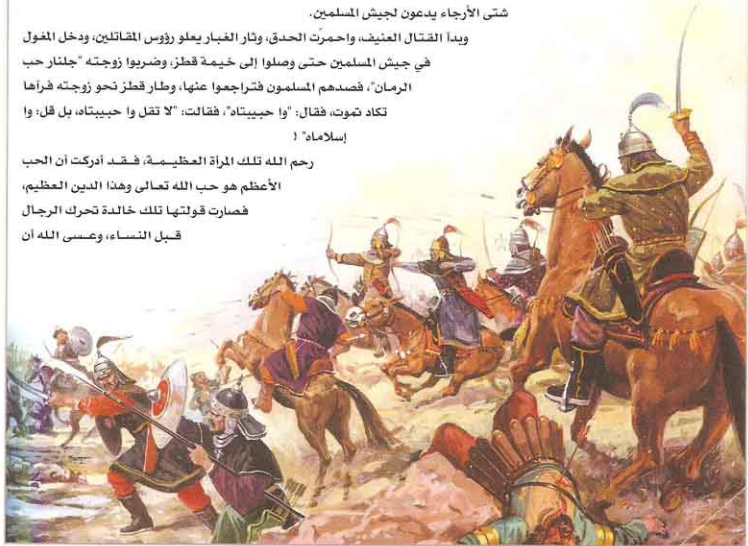 شتى الأرجاء يدعون لجيش المسلمين.
وبدأ القتال العنيف، واحمرّت الحدق، وثار الغبار يعلو رؤوس المقاتلين، ودخل المغول
في جيش المسلمين حتى وصلوا إلى خيمة قطز، وضربوا زوجته "جلنار حب
الرمان"، فصدهم المسلمون فتراجعوا عنها، وطار قطز نحو زوجته فرآها
تكاد تموت، فقال: "وا حبيبتاه"، فقالت: "لا تقل وا حبيبتاه، بل قل: وا
إسلاماه" !
رحم الله تلك المرأة العظيمة، فقد أدركت أن الحب
الأعظم هو حب الله تعالى وهذا الدين العظيم،
فصارت قولتها تلك خالدة تحرك الرجال
قبل النساء، وعسى الله أن